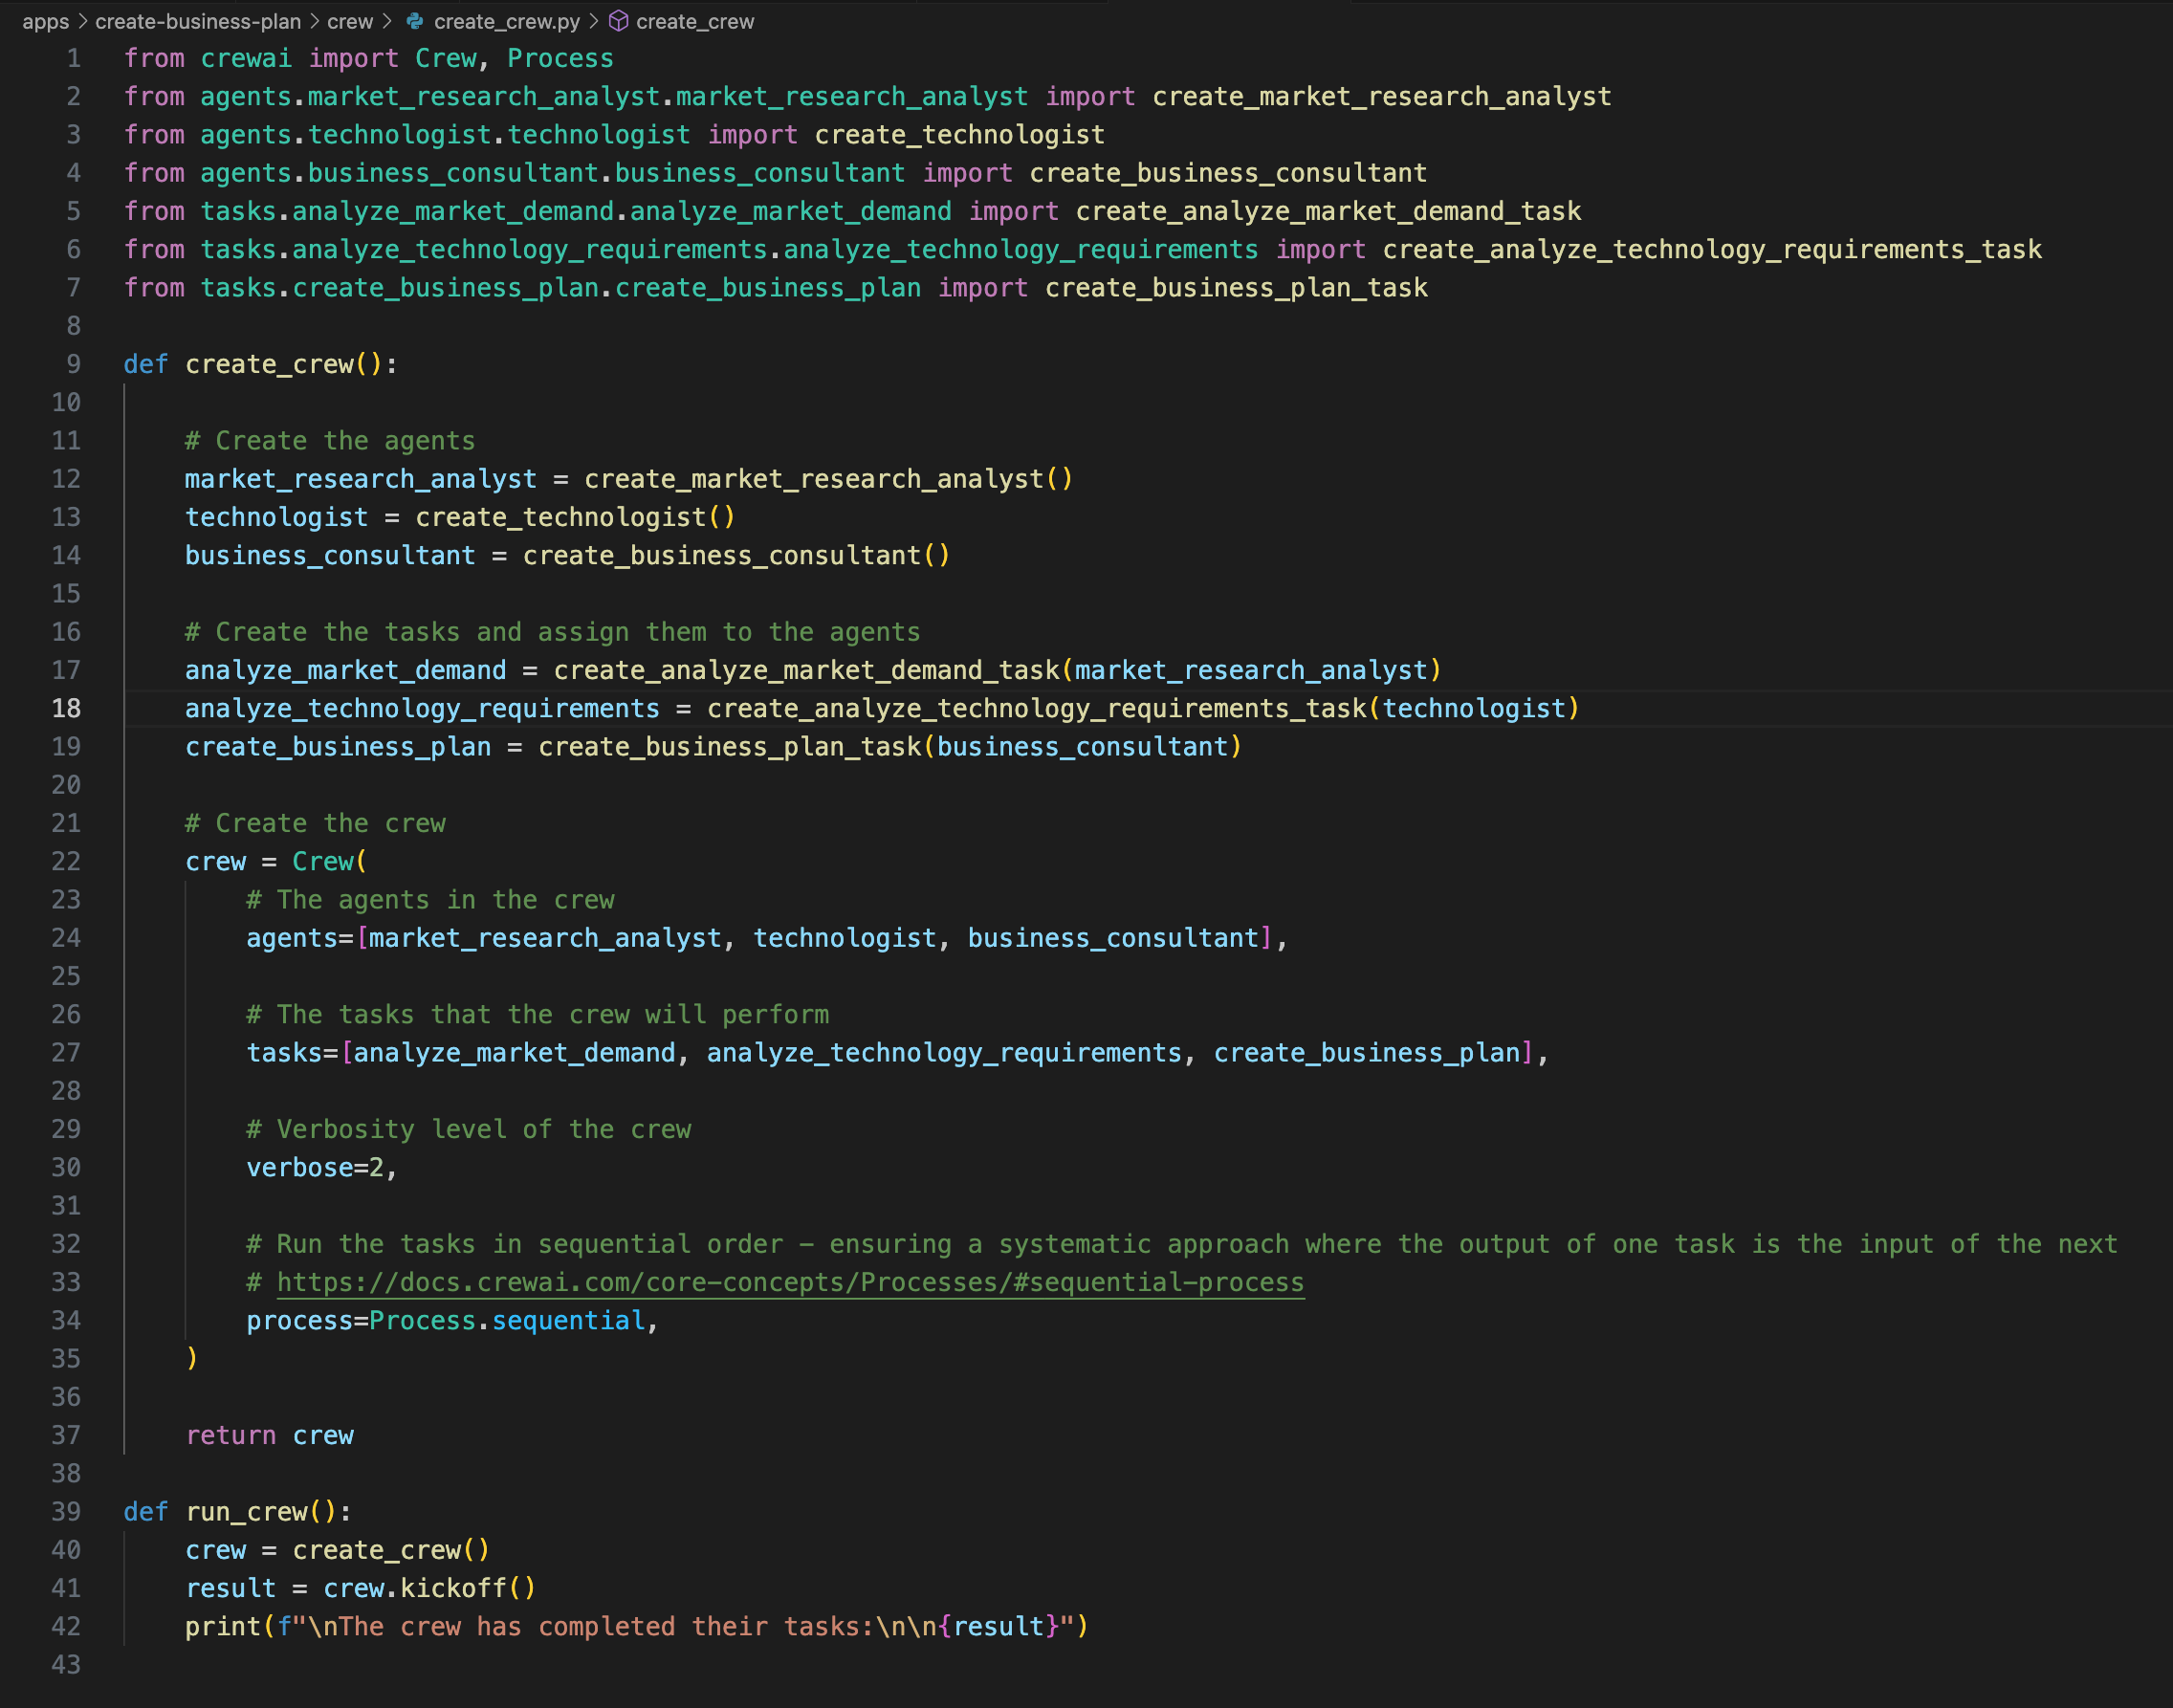 apps > create-business-plan > crew > create_crew.py > create_crew
1 from crewai import Crew, Process
2 from agents.market_research_analyst.market_research_analyst import create_market_research_analyst
3 from agents.technologist.technologist import create_technologist
4 from agents.business_consultant.business_consultant import create_business_consultant
5 from tasks.analyze_market_demand.analyze_market_demand import create_analyze_market_demand_task
6 from tasks.analyze_technology_requirements.analyze_technology_requirements import create_analyze_technology_requirements_task
7 from tasks.create_business_plan.create_business_plan import create_business_plan_task
8
9 def create_crew():
10
11     # Create the agents
12     market_research_analyst = create_market_research_analyst()
13     technologist = create_technologist()
14     business_consultant = create_business_consultant()
15
16     # Create the tasks and assign them to the agents
17     analyze_market_demand = create_analyze_market_demand_task(market_research_analyst)
18     analyze_technology_requirements = create_analyze_technology_requirements_task(technologist)
19     create_business_plan = create_business_plan_task(business_consultant)
20
21     # Create the crew
22     crew = Crew(
23         # The agents in the crew
24         agents=[market_research_analyst, technologist, business_consultant],
25
26         # The tasks that the crew will perform
27         tasks=[analyze_market_demand, analyze_technology_requirements, create_business_plan],
28
29         # Verbosity level of the crew
30         verbose=2,
31
32         # Run the tasks in sequential order – ensuring a systematic approach where the output of one task is the input of the next
33         # https://docs.crewai.com/core-concepts/Processes/#sequential-process
34         process=Process.sequential,
35     )
36
37     return crew
38
39 def run_crew():
40     crew = create_crew()
41     result = crew.kickoff()
42     print(f"\nThe crew has completed their tasks:\n\n{result}")
43